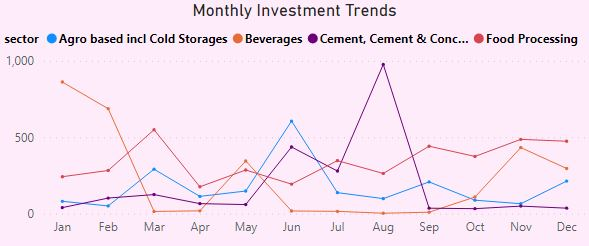 Monthly Investment Trends
sector Agro based incl Cold Storages Beverages Cement, Cement & Conc... Food Processing
1,000
500
0
Jan Feb Mar Apr May Jun Jul Aug Sep Oct Nov Dec